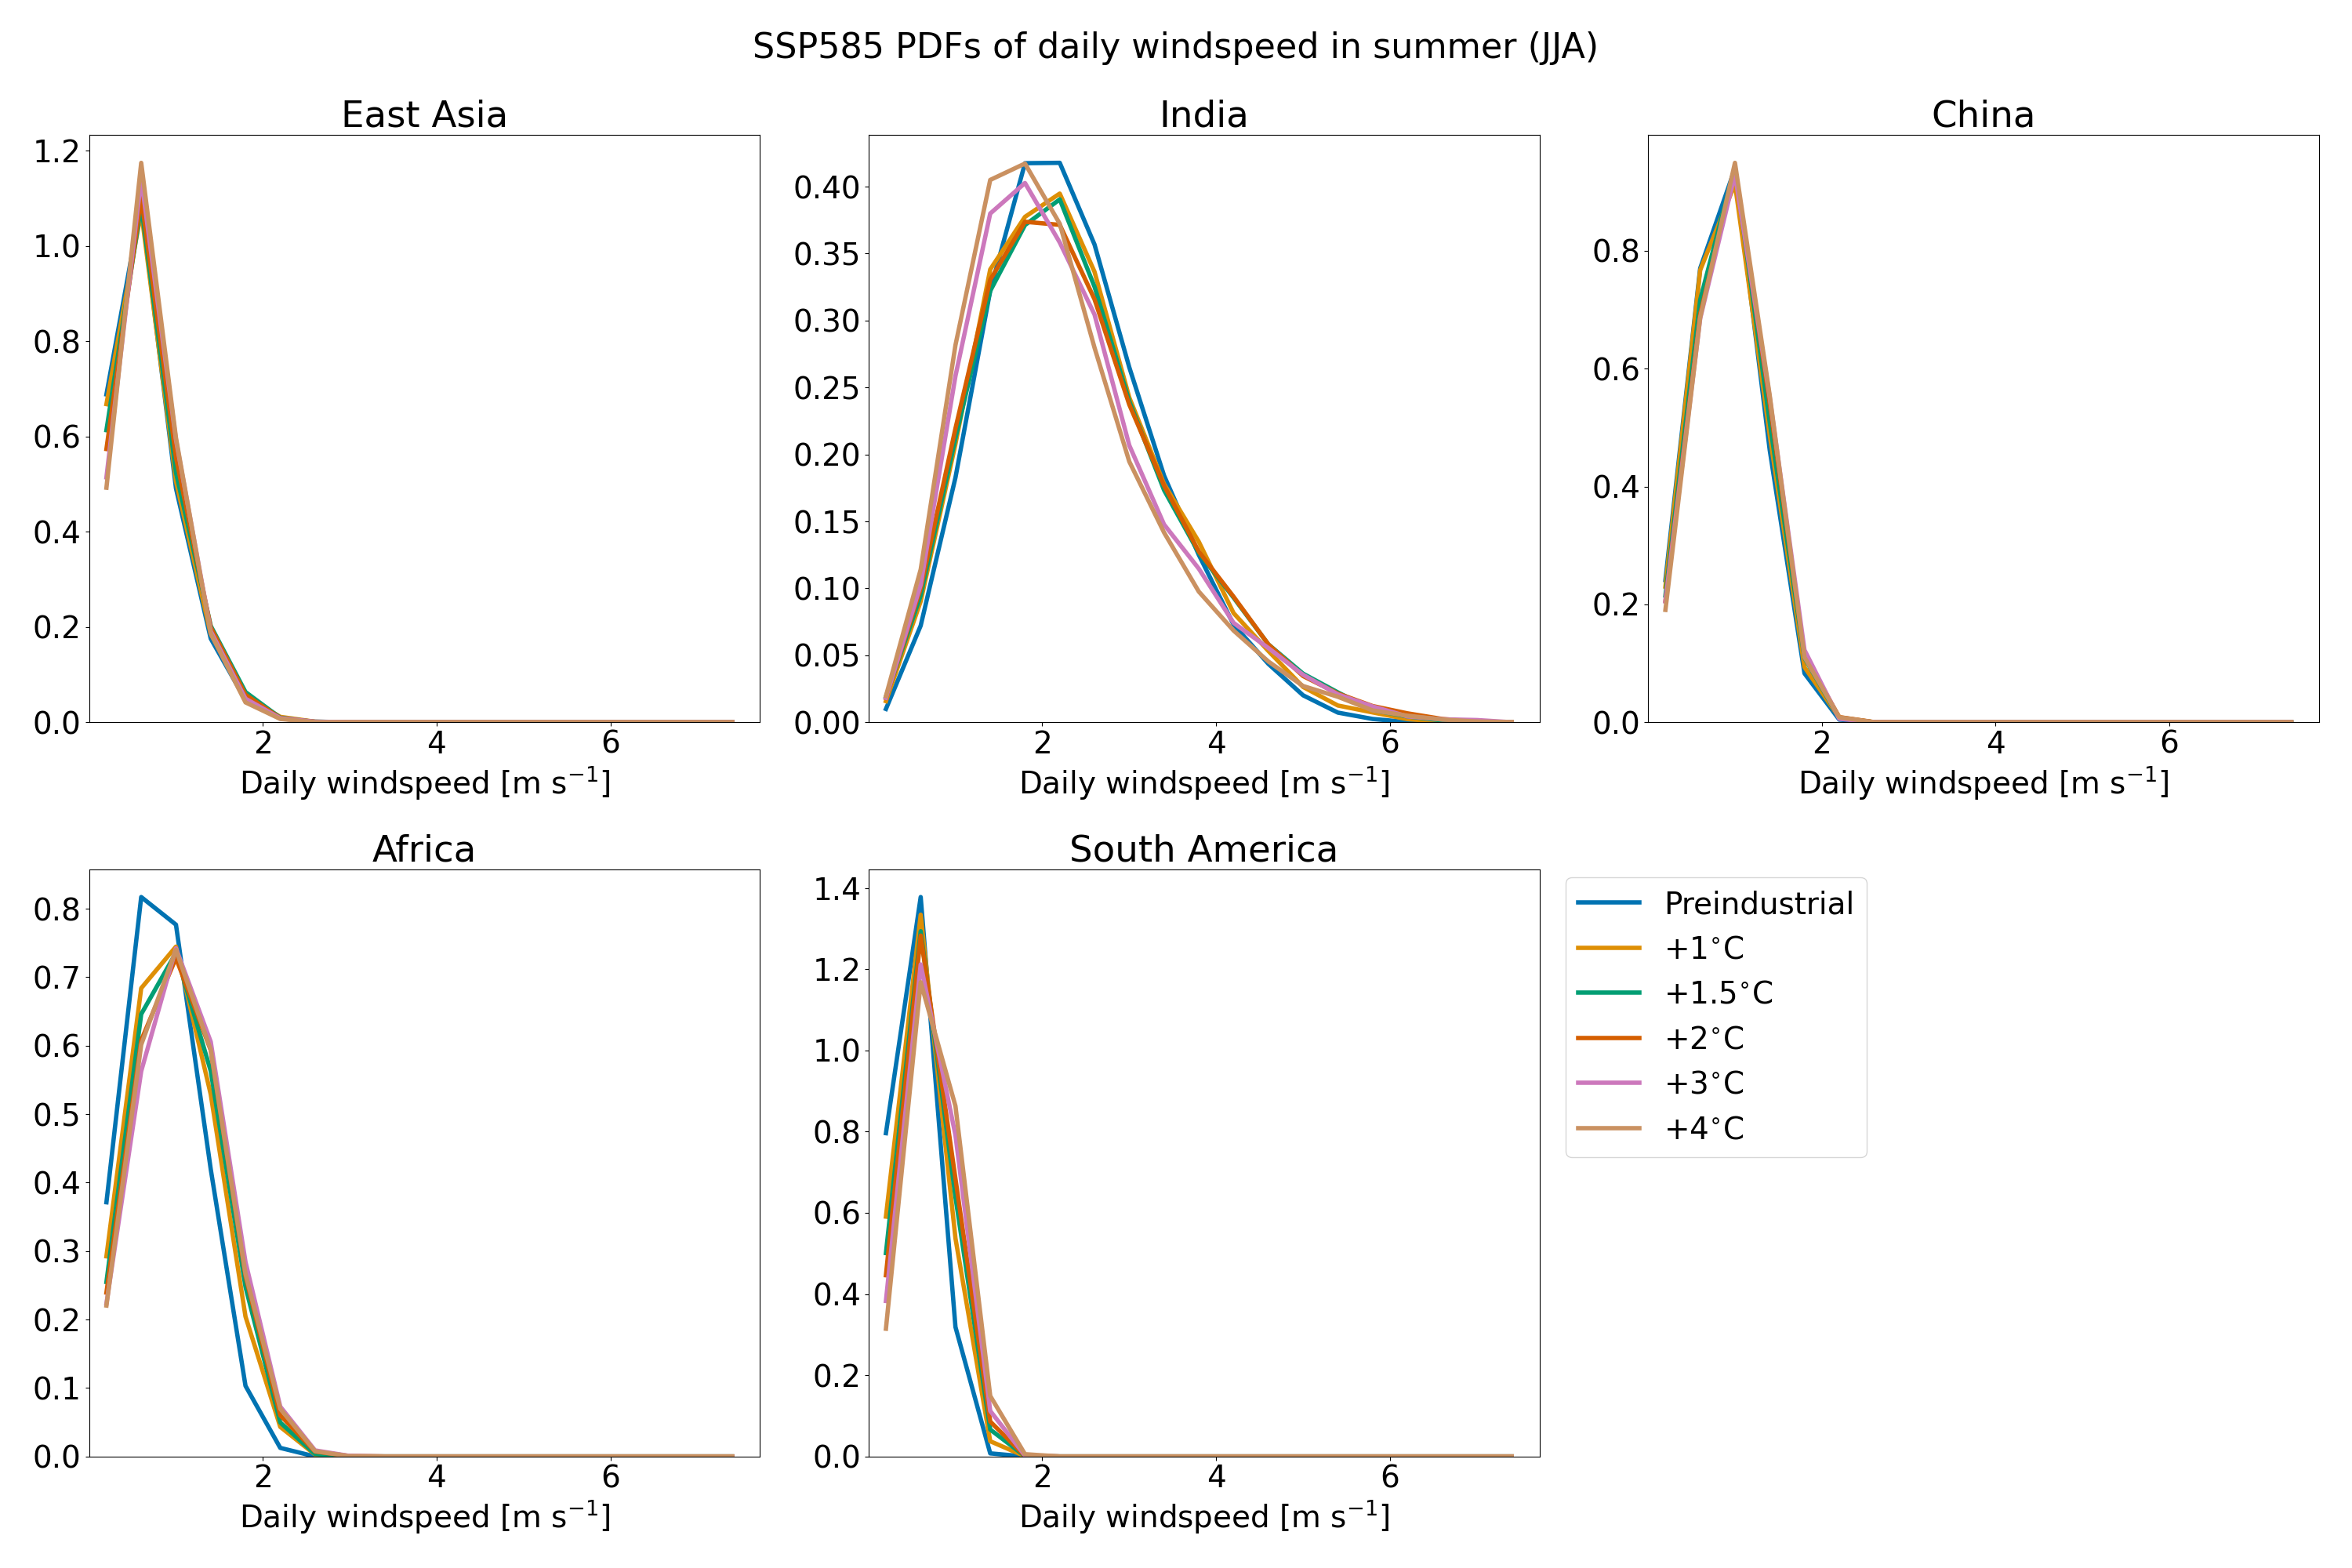 SSP585 PDFs of daily windspeed in summer (JJA)
East Asia
1.2
1.0
0.8
0.6
0.4
0.2
0.0
2 4 6
Daily windspeed [m s⁻¹]
India
0.40
0.35
0.30
0.25
0.20
0.15
0.10
0.05
0.00
2 4 6
Daily windspeed [m s⁻¹]
China
0.8
0.6
0.4
0.2
0.0
2 4 6
Daily windspeed [m s⁻¹]
Africa
0.8
0.7
0.6
0.5
0.4
0.3
0.2
0.1
0.0
2 4 6
Daily windspeed [m s⁻¹]
South America
1.4
1.2
1.0
0.8
0.6
0.4
0.2
0.0
2 4 6
Daily windspeed [m s⁻¹]
Preindustrial
+1°C
+1.5°C
+2°C
+3°C
+4°C